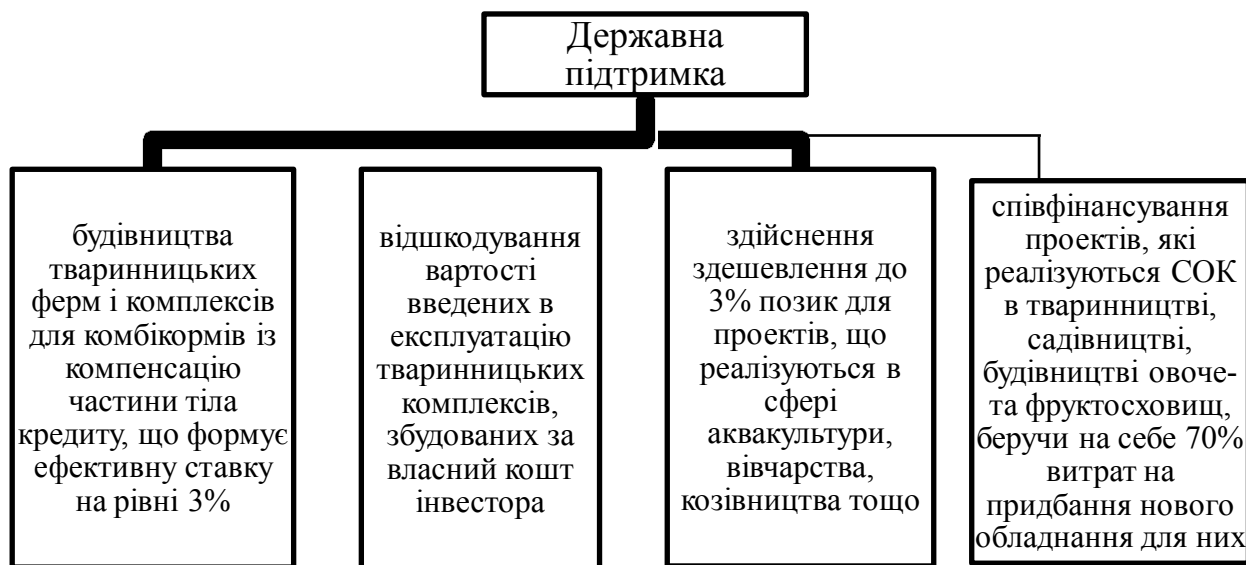 Державна
підтримка
будівництва
тваринницьких
ферм і комплексів
для комбікормів із
компенсацію
частини тіла
кредиту, що формує
ефективну ставку
на рівні 3%
відшкодування
вартості
введених в
експлуатацію
тваринницьких
комплексів,
збудованих за
власний кошт
інвестора
здійснення
здешевлення до
3% позик для
проектів, що
реалізуються в
сфері
аквакультури,
вівчарства,
козівництва тощо
співфінансування
проектів, які
реалізуються СОК
в тваринництві,
садівництві,
будівництві овоче-
та фруктосховищ,
беручи на себе 70%
витрат на
придбання нового
обладнання для них